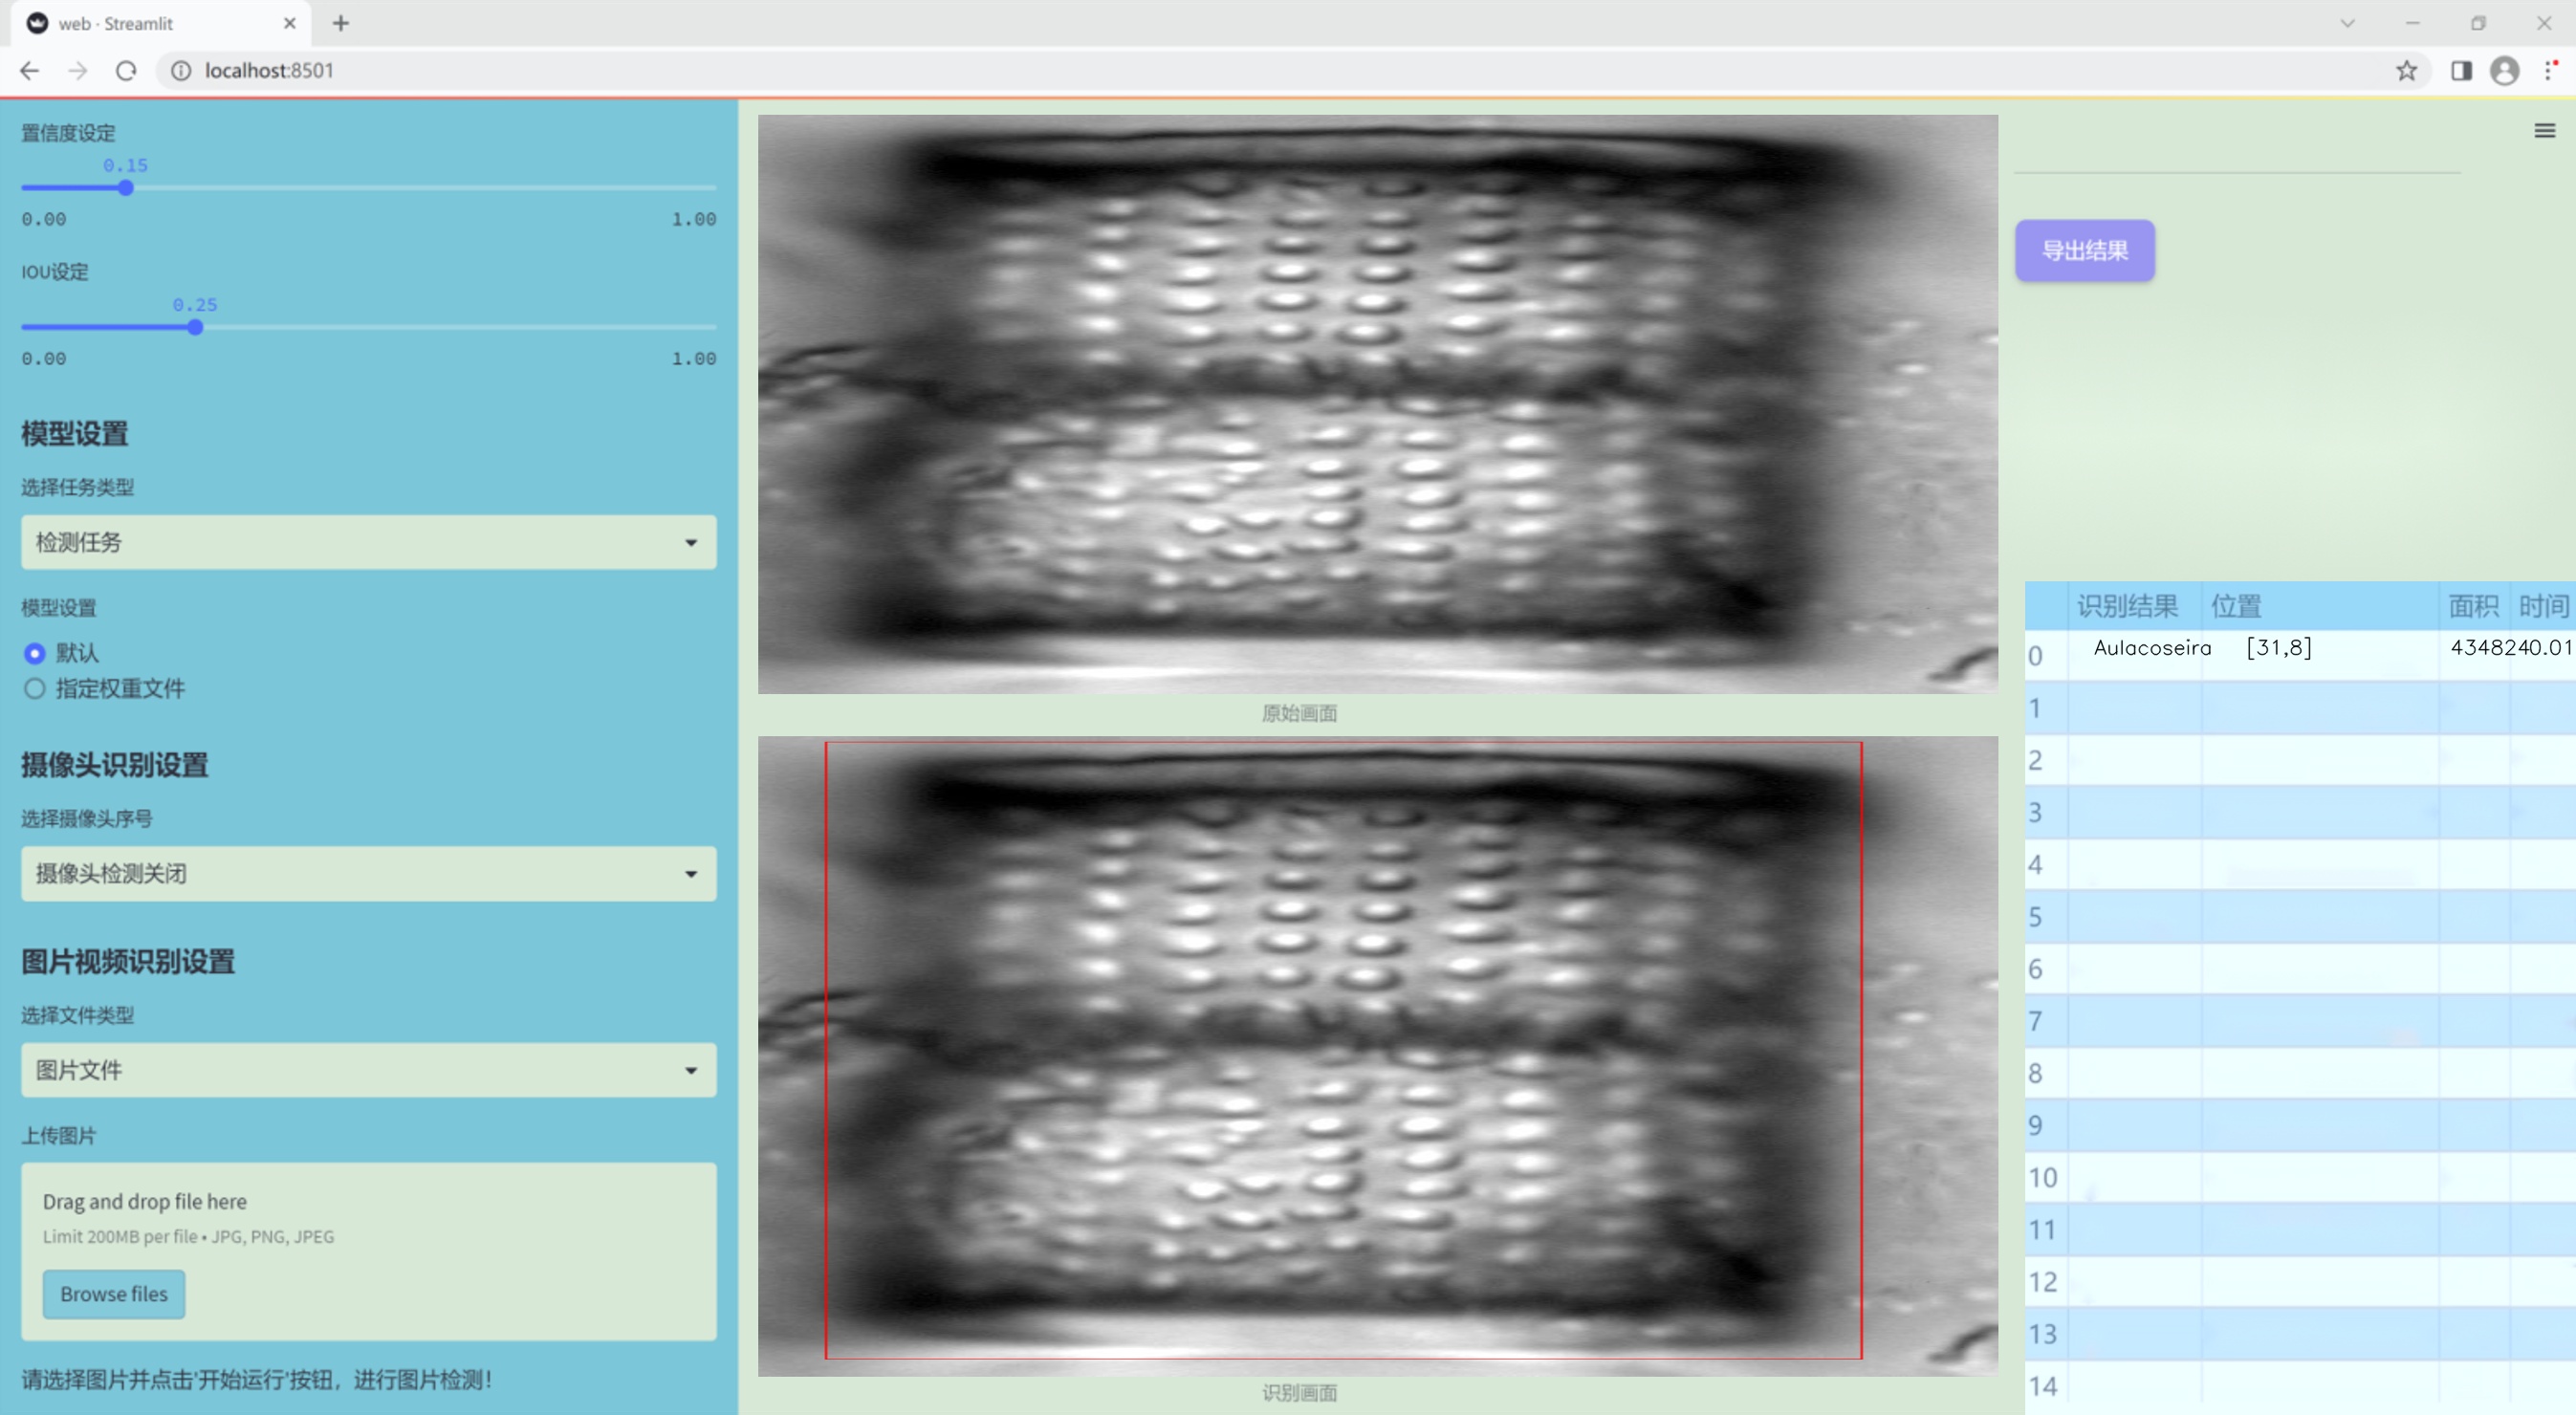 web · Streamlit
localhost:8501
置信度设定
0.15
0.00 1.00
IOU设定
0.25
0.00 1.00
模型设置
选择任务类型
检测任务
模型设置
默认
指定权重文件
摄像头识别设置
选择摄像头序号
摄像头检测关闭
图片视频识别设置
选择文件类型
图片文件
上传图片
Drag and drop file here
Limit 200MB per file • JPG, PNG, JPEG
Browse files
请选择图片并点击'开始运行'按钮，进行图片检测！
原始画面
识别画面
导出结果
识别结果 位置 面积 时间
0 Aulacoseira [31,8] 4348240.01
1
2
3
4
5
6
7
8
9
10
11
12
13
14